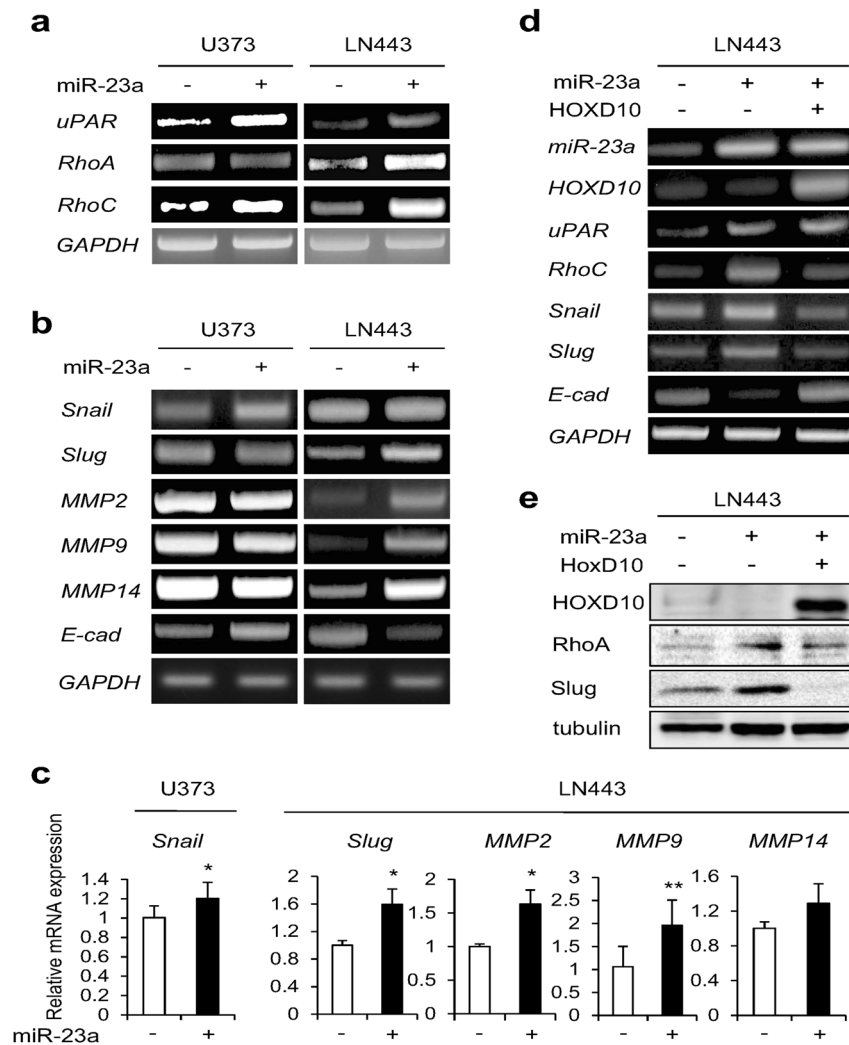 a
U373 LN443
miR-23a - + - +
uPAR
RhoA
RhoC
GAPDH
b
U373 LN443
miR-23a - + - +
Snail
Slug
MMP2
MMP9
MMP14
E-cad
GAPDH
d
LN443
miR-23a - + +
HOXD10 - - +
miR-23a
HOXD10
uPAR
RhoC
Snail
Slug
E-cad
GAPDH
e
LN443
miR-23a - + +
HoxD10 - - +
HOXD10
RhoA
Slug
tubulin
c
U373 LN443
Relative mRNA expression
Snail
1.4
1.2
1
0.8
0.6
0.4
0.2
0
*
Slug
2
1.6
1.2
0.8
0.4
0
*
MMP2
2
1.5
1
0.5
0
*
MMP9
3
2.5
2
1.5
1
0.5
0
**
MMP14
1.6
1.2
0.8
0.4
0
miR-23a - + - + - + - + - +